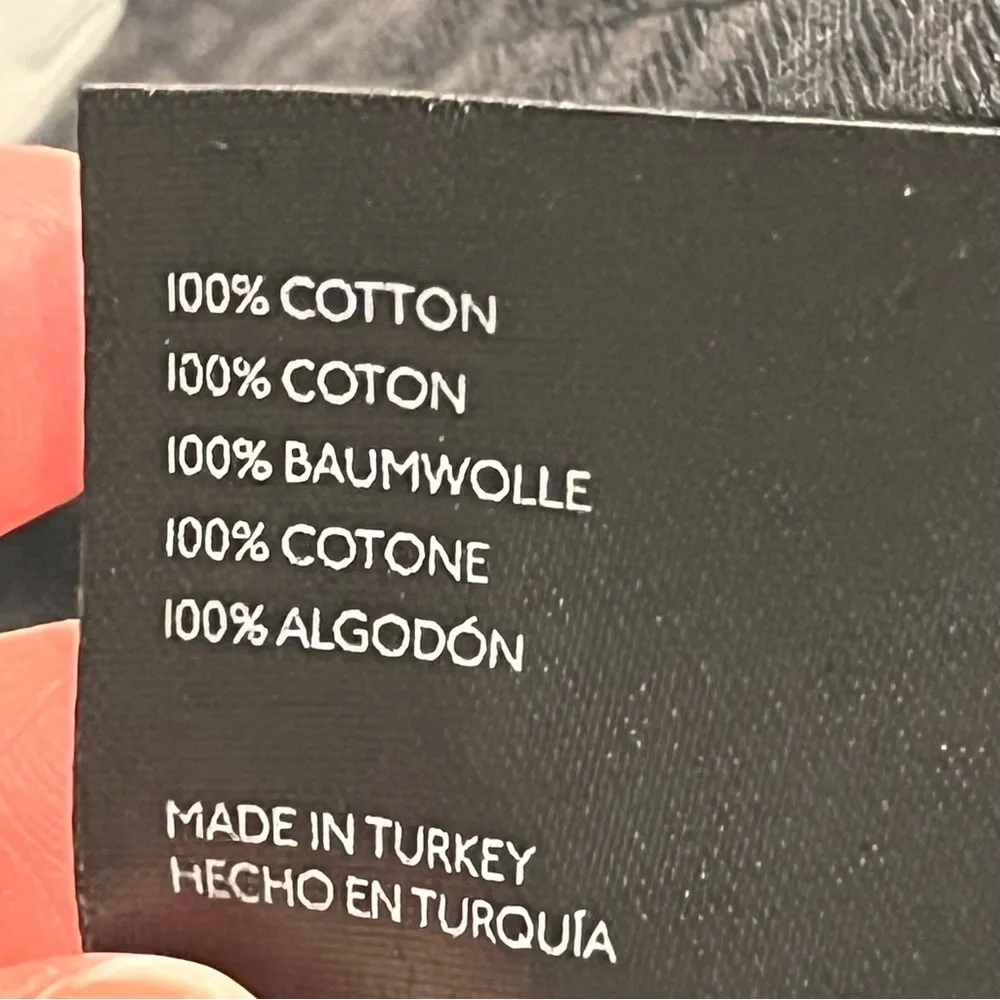 100% COTTON
100% COTON
100% BAUMWOLLE
100% COTONE
100% ALGODÓN
MADE IN TURKEY
HECHO EN TURQUÍA